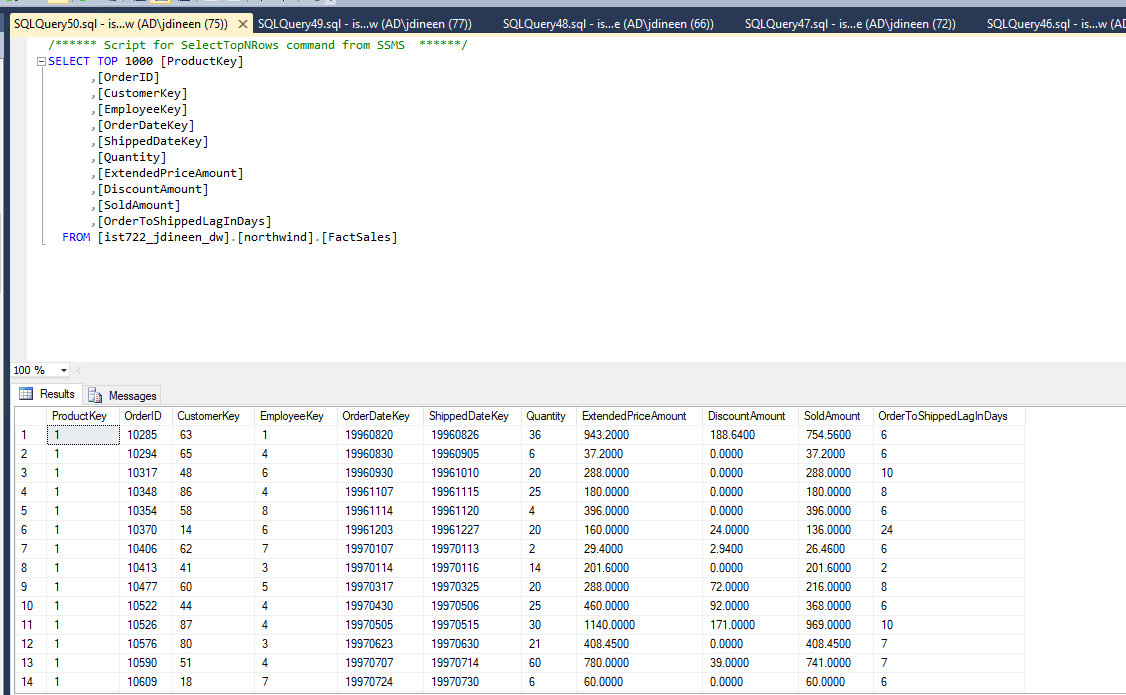 SQLQuery50.sql - is...w (AD\jdineen (75)) SQLQuery49.sql - is...w (AD\jdineen (77)) SQLQuery48.sql - is...e (AD\jdineen (66)) SQLQuery47.sql - is...e (AD\jdineen (72)) SQLQuery46.sql - is...w (AD
/****** Script for SelectTopNRows command from SSMS ******/
SELECT TOP 1000 [ProductKey]
,[OrderID]
,[CustomerKey]
,[EmployeeKey]
,[OrderDateKey]
,[ShippedDateKey]
,[Quantity]
,[ExtendedPriceAmount]
,[DiscountAmount]
,[SoldAmount]
,[OrderToShippedLagInDays]
FROM [ist722_jdineen_dw].[northwind].[FactSales]
100 %
Results Messages
ProductKey OrderID CustomerKey EmployeeKey OrderDateKey ShippedDateKey Quantity ExtendedPriceAmount DiscountAmount SoldAmount OrderToShippedLagInDays
1 1 10285 63 1 19960820 19960826 36 943.2000 188.6400 754.5600 6
2 1 10294 65 4 19960830 19960905 6 37.2000 0.0000 37.2000 6
3 1 10317 48 6 19960930 19961010 20 288.0000 0.0000 288.0000 10
4 1 10348 86 4 19961107 19961115 25 180.0000 0.0000 180.0000 8
5 1 10354 58 8 19961114 19961120 4 396.0000 0.0000 396.0000 6
6 1 10370 14 6 19961203 19961227 20 160.0000 24.0000 136.0000 24
7 1 10406 62 7 19970107 19970113 2 29.4000 2.9400 26.4600 6
8 1 10413 41 3 19970114 19970116 14 201.6000 0.0000 201.6000 2
9 1 10477 60 5 19970317 19970325 20 288.0000 72.0000 216.0000 8
10 1 10522 44 4 19970430 19970506 25 460.0000 92.0000 368.0000 6
11 1 10526 87 4 19970505 19970515 30 1140.0000 171.0000 969.0000 10
12 1 10576 80 3 19970623 19970630 21 408.4500 0.0000 408.4500 7
13 1 10590 51 4 19970707 19970714 60 780.0000 39.0000 741.0000 7
14 1 10609 18 7 19970724 19970730 6 60.0000 0.0000 60.0000 6